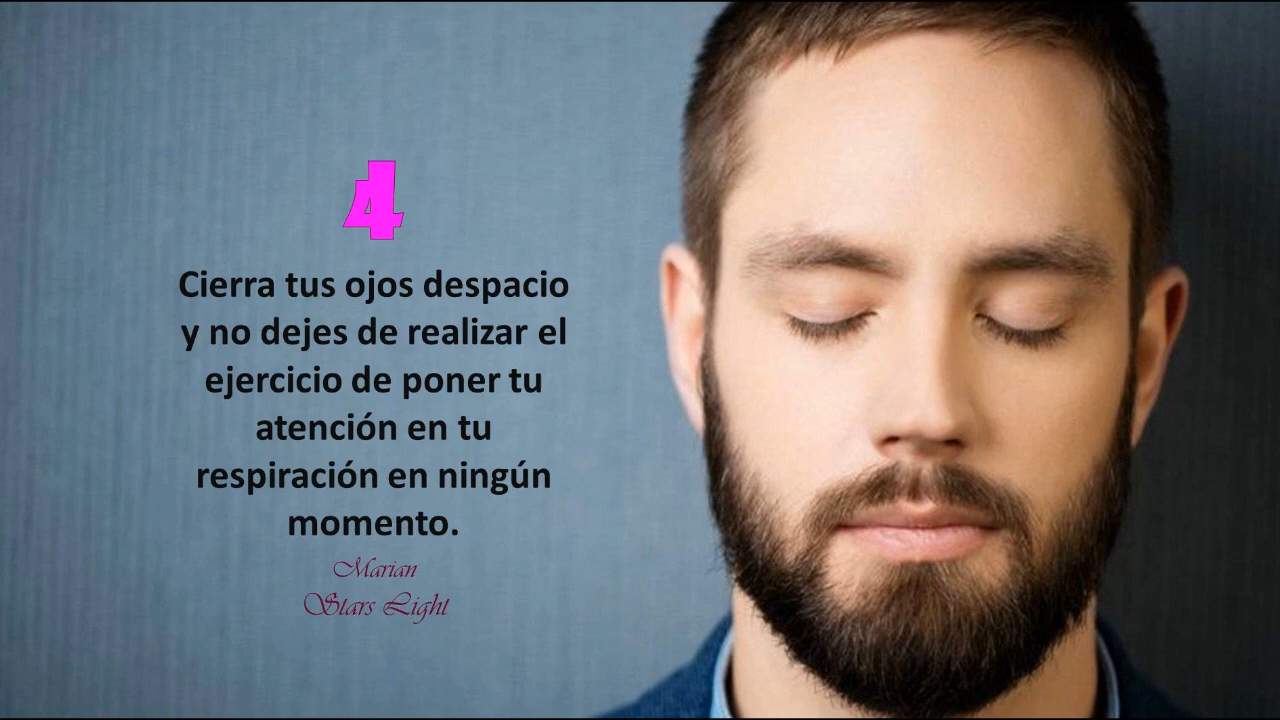 4
Cierra tus ojos despacio
y no dejes de realizar el
ejercicio de poner tu
atención en tu
respiración en ningún
momento.
Marian
Stars Light